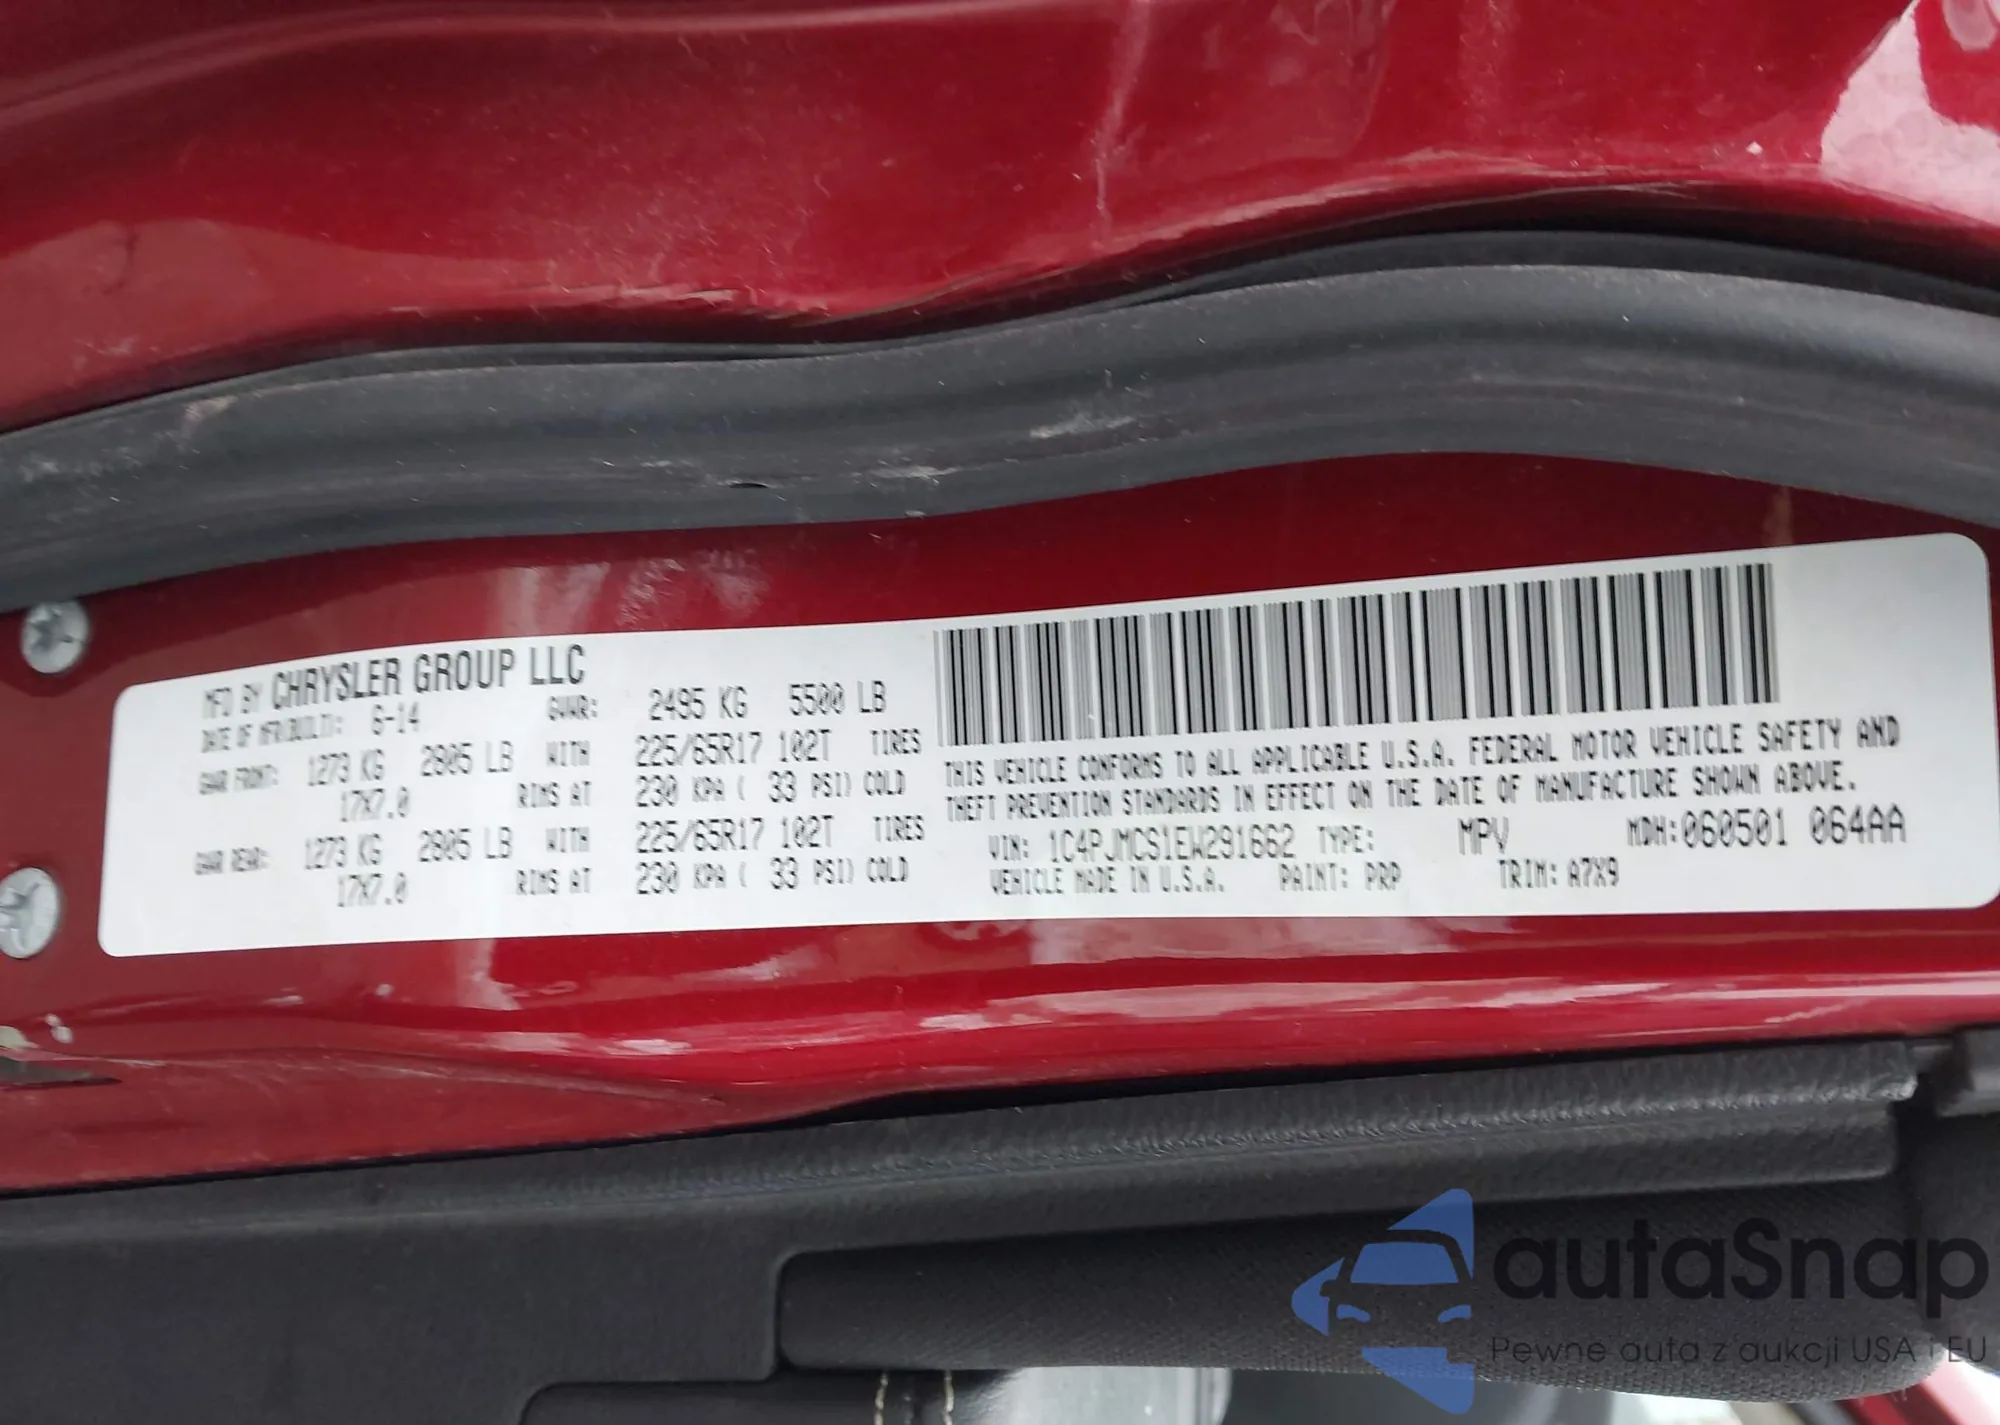 MFD BY CHRYSLER GROUP LLC
DATE OF MFR(BUILT): 6-14 GVWR: 2495 KG 5500 LB
GAWR FRONT: 1273 KG 2805 LB WITH 225/65R17 102T TIRES
17X7.0 RIMS AT 230 KPA ( 33 PSI) COLD
GAWR REAR: 1273 KG 2805 LB WITH 225/65R17 102T TIRES
17X7.0 RIMS AT 230 KPA ( 33 PSI) COLD
THIS VEHICLE CONFORMS TO ALL APPLICABLE U.S.A. FEDERAL MOTOR VEHICLE SAFETY AND
THEFT PREVENTION STANDARDS IN EFFECT ON THE DATE OF MANUFACTURE SHOWN ABOVE.
VIN: 1C4PJMCS1EW291662 TYPE: MPV MDH:060501 064AA
VEHICLE MADE IN U.S.A. PAINT: PRP TRIM: A7X9
autaSnap
Pewne auta z aukcji USA i EU